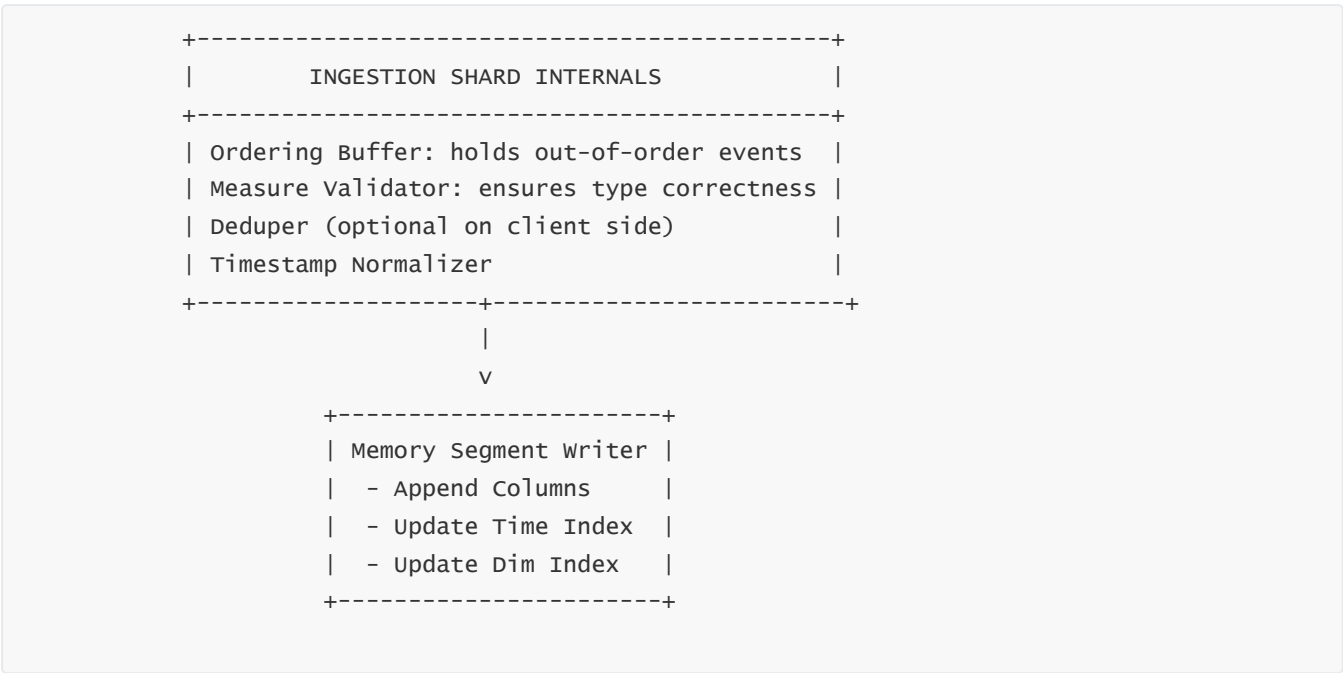 +---------------------------------------------+
|        INGESTION SHARD INTERNALS            |
+---------------------------------------------+
| Ordering Buffer: holds out-of-order events  |
| Measure Validator: ensures type correctness |
| Deduper (optional on client side)           |
| Timestamp Normalizer                        |
+--------------------+-------------------------+
                     |
                     v
          +-----------------------+
          | Memory Segment Writer |
          |  - Append Columns     |
          |  - Update Time Index  |
          |  - Update Dim Index   |
          +-----------------------+